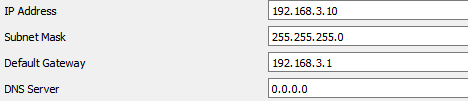 IP Address 192.168.3.10
Subnet Mask 255.255.255.0
Default Gateway 192.168.3.1
DNS Server 0.0.0.0